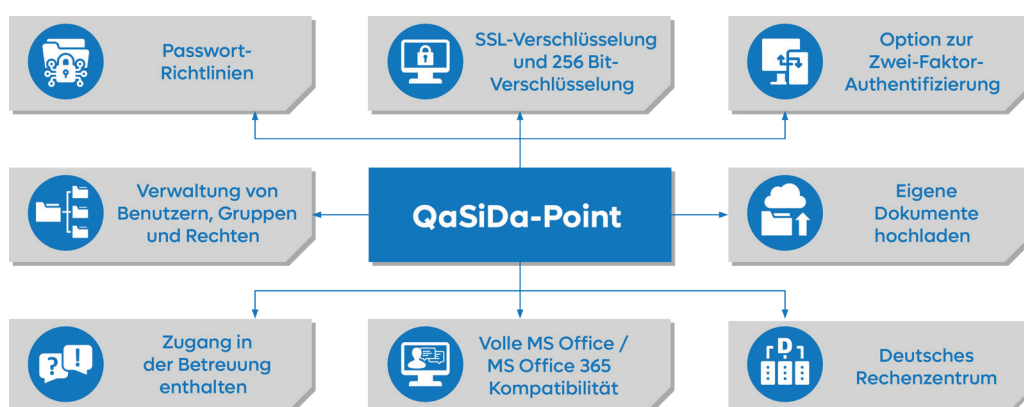 Passwort-
Richtlinien
SSL-Verschlüsselung
und 256 Bit-
Verschlüsselung
Option zur
Zwei-Faktor-
Authentifizierung
Verwaltung von
Benutzern, Gruppen
und Rechten
QaSiDa-Point
Eigene
Dokumente
hochladen
Zugang in
der Betreuung
enthalten
?!
Volle MS Office /
MS Office 365
Kompatibilität
D
Deutsches
Rechenzentrum